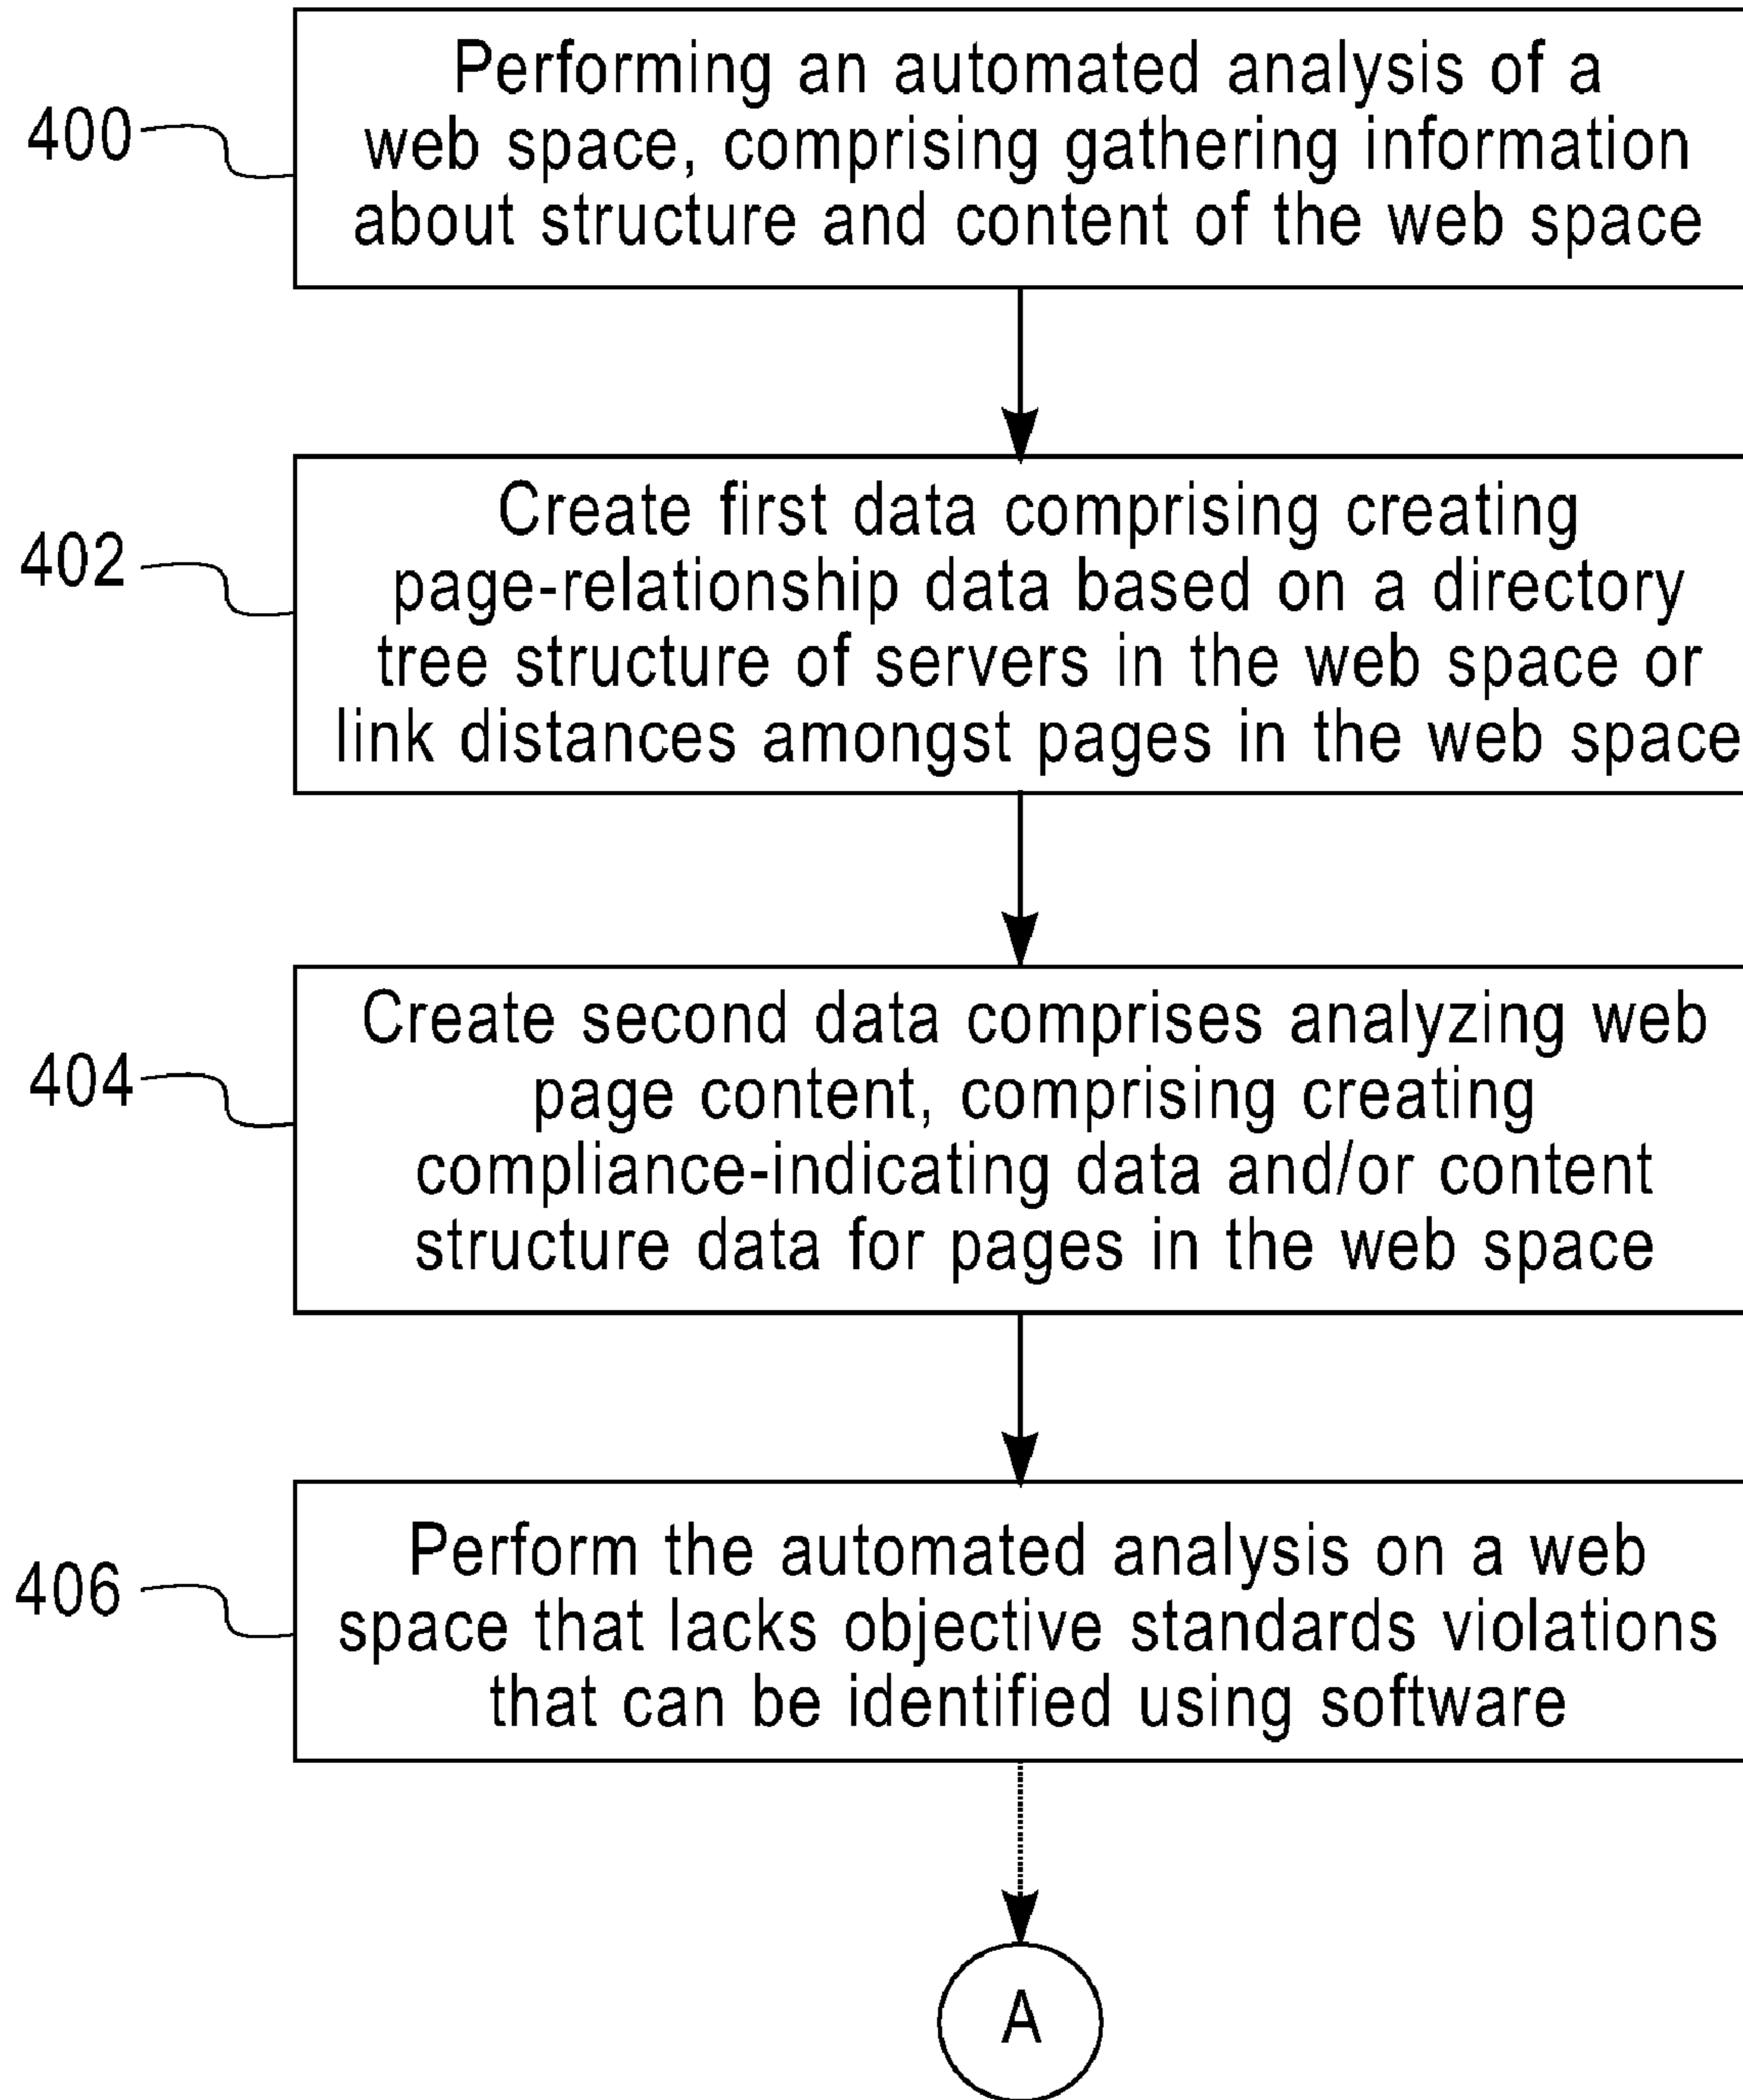 400
Performing an automated analysis of a
web space, comprising gathering information
about structure and content of the web space
402
Create first data comprising creating
page-relationship data based on a directory
tree structure of servers in the web space or
link distances amongst pages in the web space
404
Create second data comprises analyzing web
page content, comprising creating
compliance-indicating data and/or content
structure data for pages in the web space
406
Perform the automated analysis on a web
space that lacks objective standards violations
that can be identified using software
A